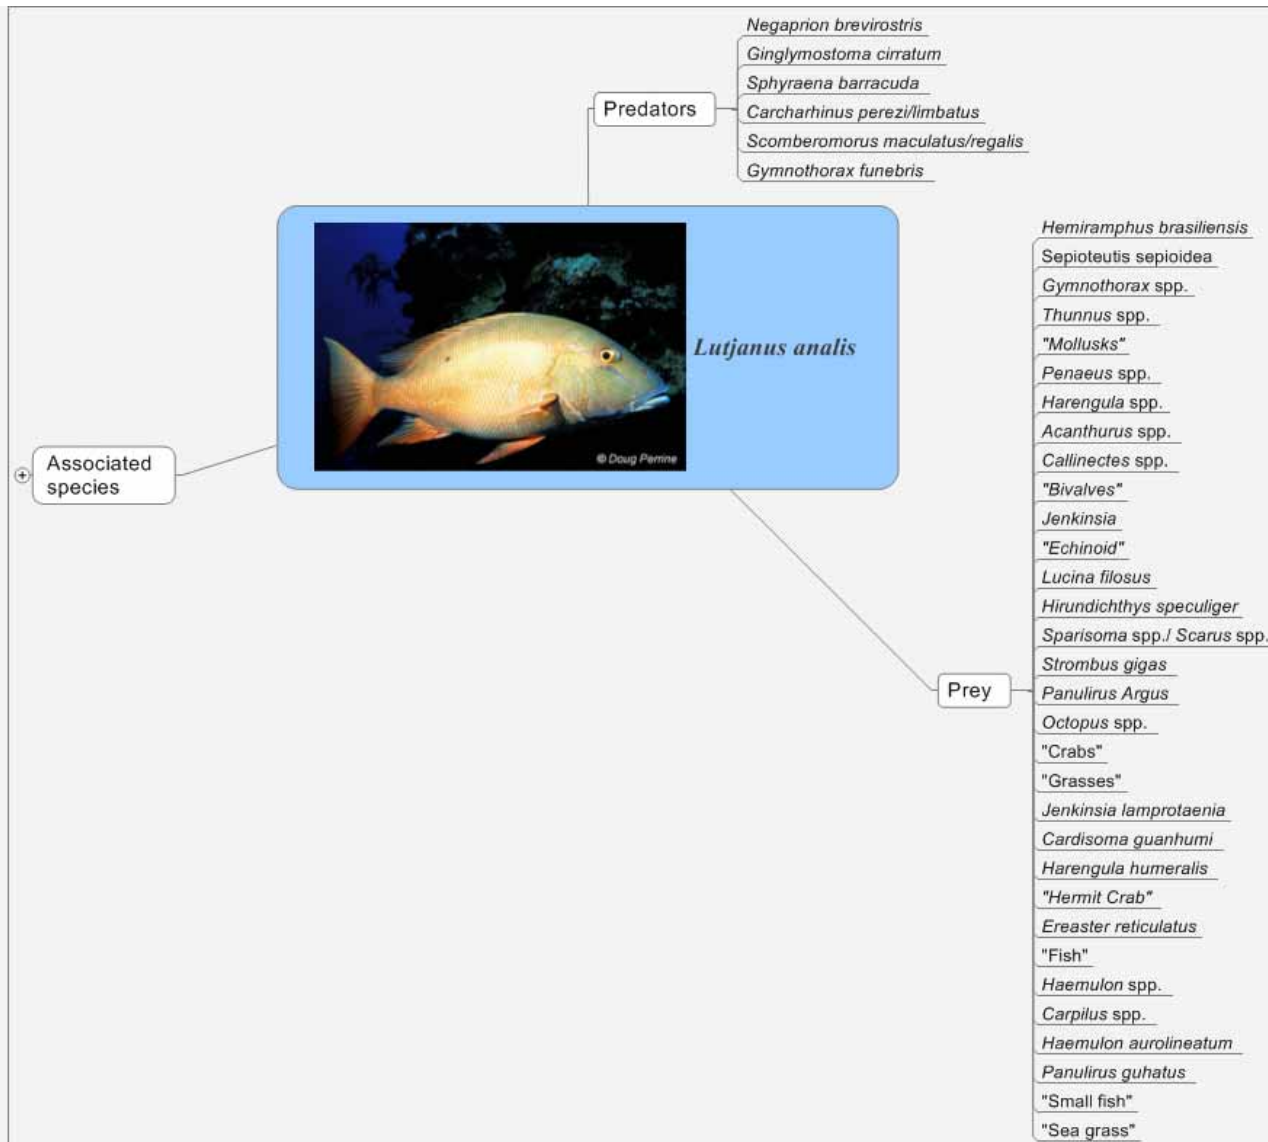 Negaprion brevirostris
Ginglymostoma cirratum
Sphyraena barracuda
Predators
Carcharhinus perezi/limbatus
Scomberomorus maculatus/regalis
Gymnothorax funebris
Lutjanus analis
© Doug Perrine
Associated
species
Prey
Hemiramphus brasiliensis
Sepioteutis sepioidea
Gymnothorax spp.
Thunnus spp.
"Mollusks"
Penaeus spp.
Harengula spp.
Acanthurus spp.
Callinectes spp.
"Bivalves"
Jenkinsia
"Echinoid"
Lucina filosus
Hirundichthys speculiger
Sparisoma spp./ Scarus spp.
Strombus gigas
Panulirus Argus
Octopus spp.
"Crabs"
"Grasses"
Jenkinsia lamprotaenia
Cardisoma guanhumi
Harengula humeralis
"Hermit Crab"
Ereaster reticulatus
"Fish"
Haemulon spp.
Carpilus spp.
Haemulon aurolineatum
Panulirus guhatus
"Small fish"
"Sea grass"